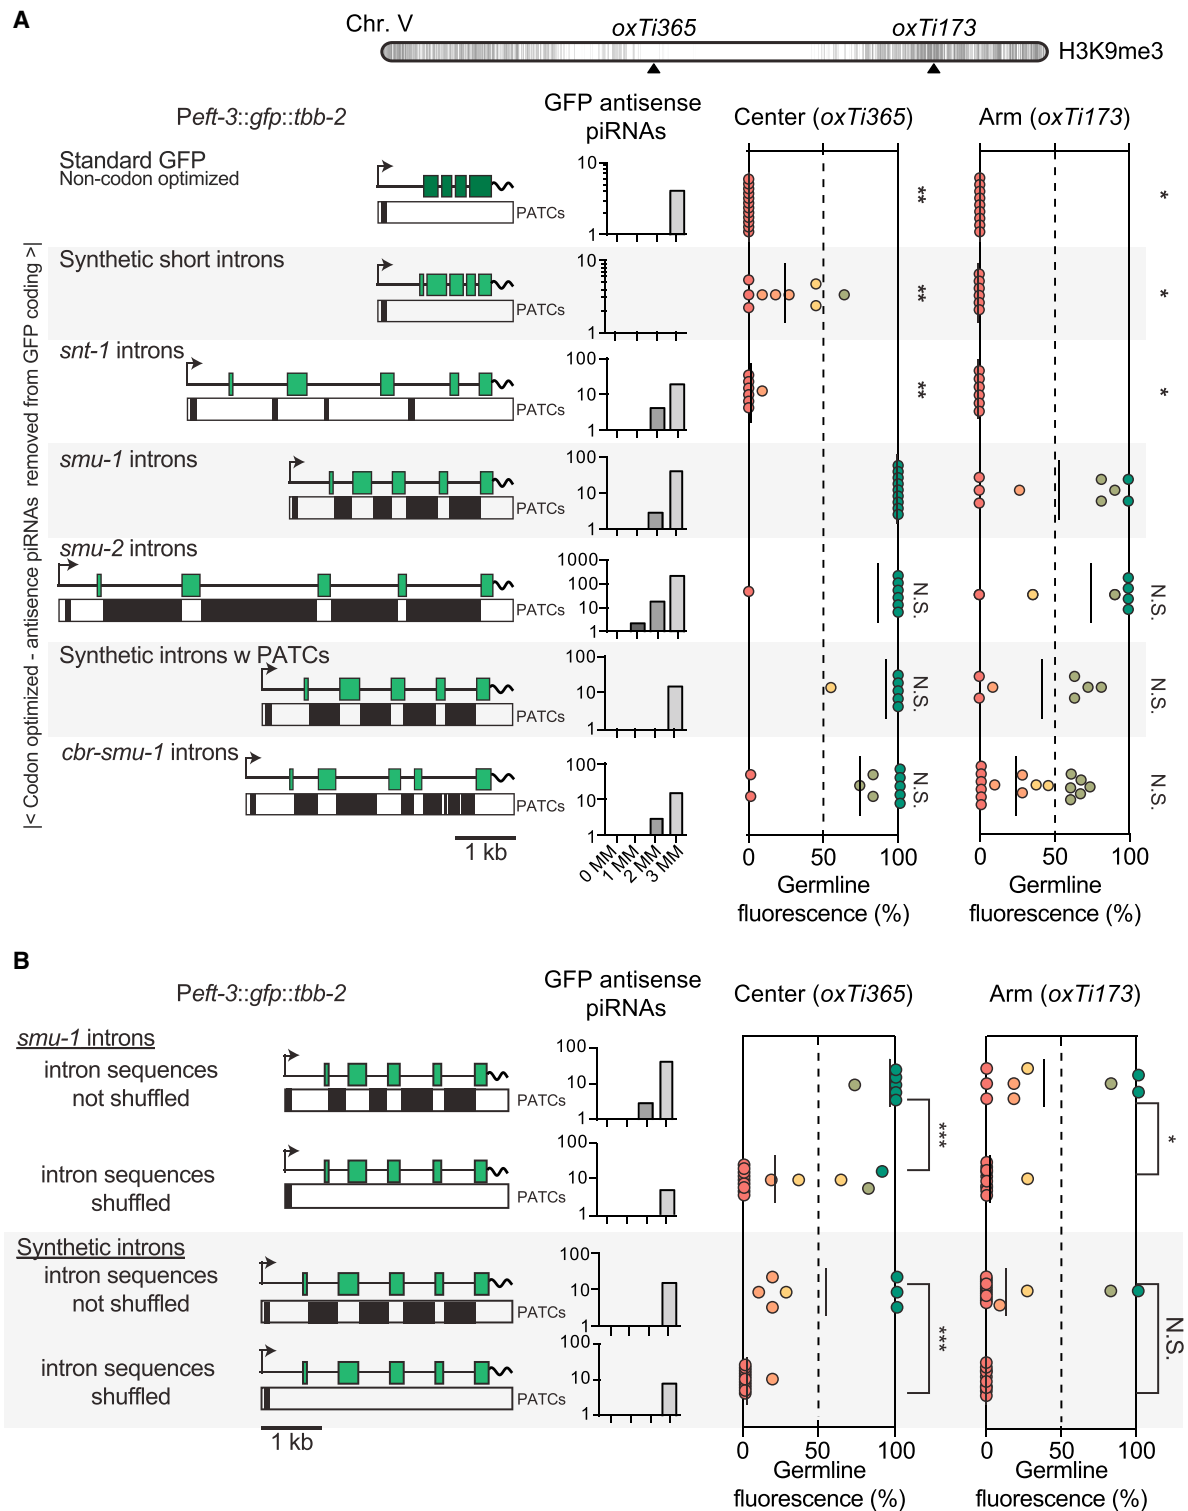 A
Chr. V
oxTi365
oxTi173
H3K9me3
Peft-3::gfp::tbb-2
GFP antisense
piRNAs
Center (oxTi365)
Arm (oxTi173)
|< Codon optimized - antisence piRNAs removed from GFP coding >|
Standard GFP
Non-codon optimized
PATCs
10
1
**
*
Synthetic short introns
PATCs
10
1
**
*
snt-1 introns
PATCs
100
10
1
**
*
smu-1 introns
PATCs
100
10
1
smu-2 introns
PATCs
1000
100
10
1
N.S.
N.S.
Synthetic introns w PATCs
PATCs
100
10
1
N.S.
N.S.
cbr-smu-1 introns
PATCs
100
10
1
N.S.
N.S.
1 kb
0 MM
1 MM
2 MM
3 MM
0 50 100
Germline
fluorescence (%)
0 50 100
Germline
fluorescence (%)
B
Peft-3::gfp::tbb-2
GFP antisense
piRNAs
Center (oxTi365)
Arm (oxTi173)
smu-1 introns
intron sequences
not shuffled
PATCs
100
10
1
***
*
intron sequences
shuffled
PATCs
100
10
1
Synthetic introns
intron sequences
not shuffled
PATCs
100
10
1
***
N.S.
intron sequences
shuffled
PATCs
100
10
1
1 kb
0 50 100
Germline
fluorescence (%)
0 50 100
Germline
fluorescence (%)